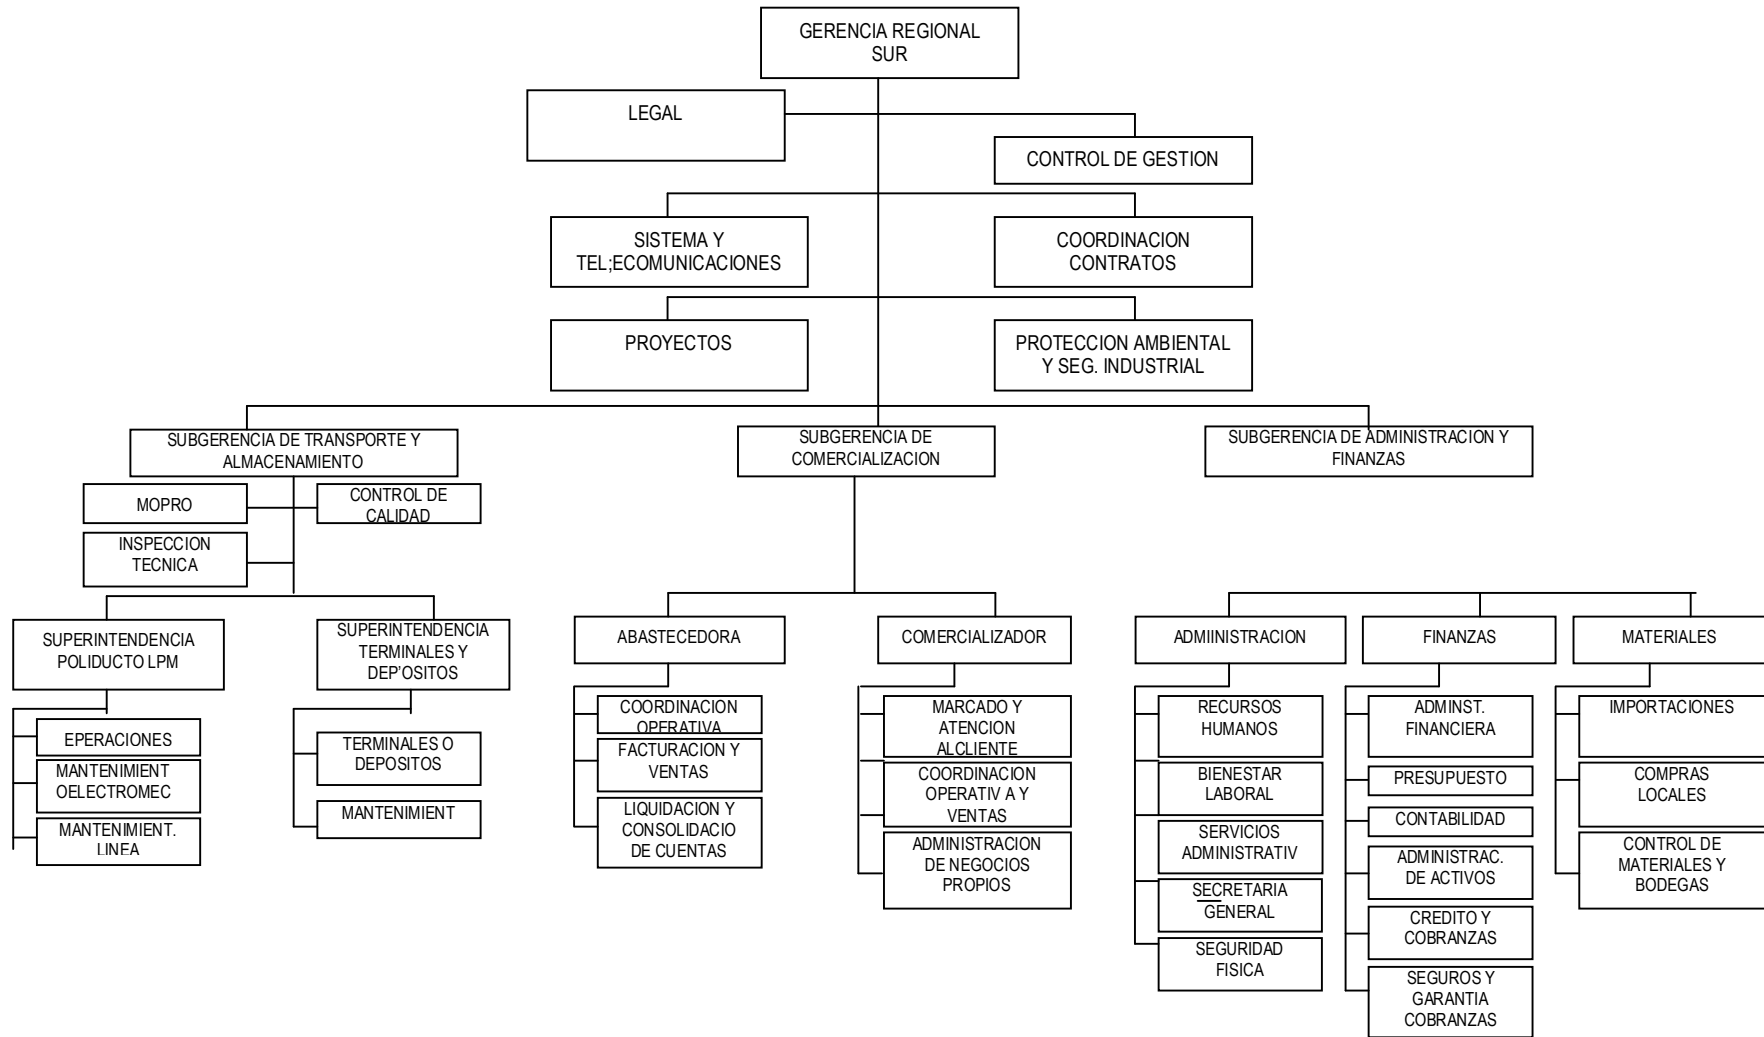 GERENCIA REGIONAL
SUR
LEGAL
CONTROL DE GESTION
SISTEMA Y
TEL;ECOMUNICACIONES
COORDINACION
CONTRATOS
PROYECTOS
PROTECCION AMBIENTAL
Y SEG. INDUSTRIAL
SUBGERENCIA DE TRANSPORTE Y
ALMACENAMIENTO
SUBGERENCIA DE
COMERCIALIZACION
SUBGERENCIA DE ADMINISTRACION Y
FINANZAS
MOPRO
CONTROL DE
CALIDAD
INSPECCION
TECNICA
SUPERINTENDENCIA
POLIDUCTO LPM
SUPERINTENDENCIA
TERMINALES Y
DEP'OSITOS
ABASTECEDORA
COMERCIALIZADOR
ADMIINISTRACION
FINANZAS
MATERIALES
EPERACIONES
MANTENIMIENT
OELECTROMEC
MANTENIMIENT.
LINEA
TERMINALES O
DEPOSITOS
MANTENIMIENT
COORDINACION
OPERATIVA
FACTURACION Y
VENTAS
LIQUIDACION Y
CONSOLIDACIO
DE CUENTAS
MARCADO Y
ATENCION
ALCLIENTE
COORDINACION
OPERATIV A Y
VENTAS
ADMINISTRACION
DE NEGOCIOS
PROPIOS
RECURSOS
HUMANOS
BIENESTAR
LABORAL
SERVICIOS
ADMINISTRATIV
SECRETARIA
GENERAL
SEGURIDAD
FISICA
ADMINST.
FINANCIERA
PRESUPUESTO
CONTABILIDAD
ADMINISTRAC.
DE ACTIVOS
CREDITO Y
COBRANZAS
SEGUROS Y
GARANTIA
COBRANZAS
IMPORTACIONES
COMPRAS
LOCALES
CONTROL DE
MATERIALES Y
BODEGAS